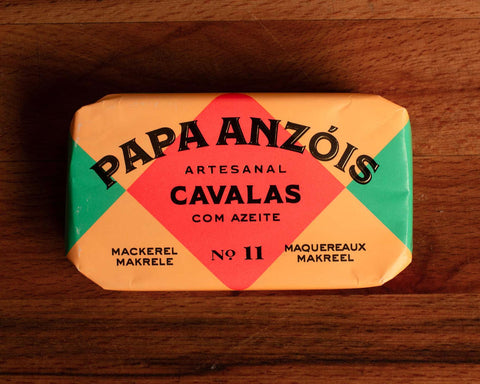 PAPA ANZÓIS
ARTESANAL
CAVALAS
COM AZEITE
Nº 11
MACKEREL
MAKRELE
MAQUEREAUX
MAKREEL